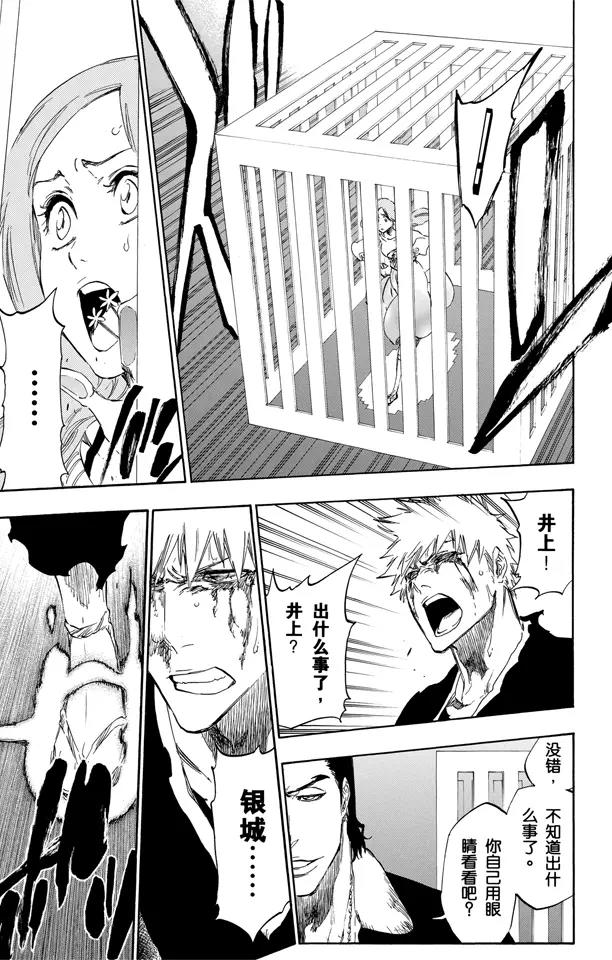 ……
井上！
出什么事了，
井上？
没错，
不知道出什
么事了。
你自己用眼
睛看看吧？
银城……